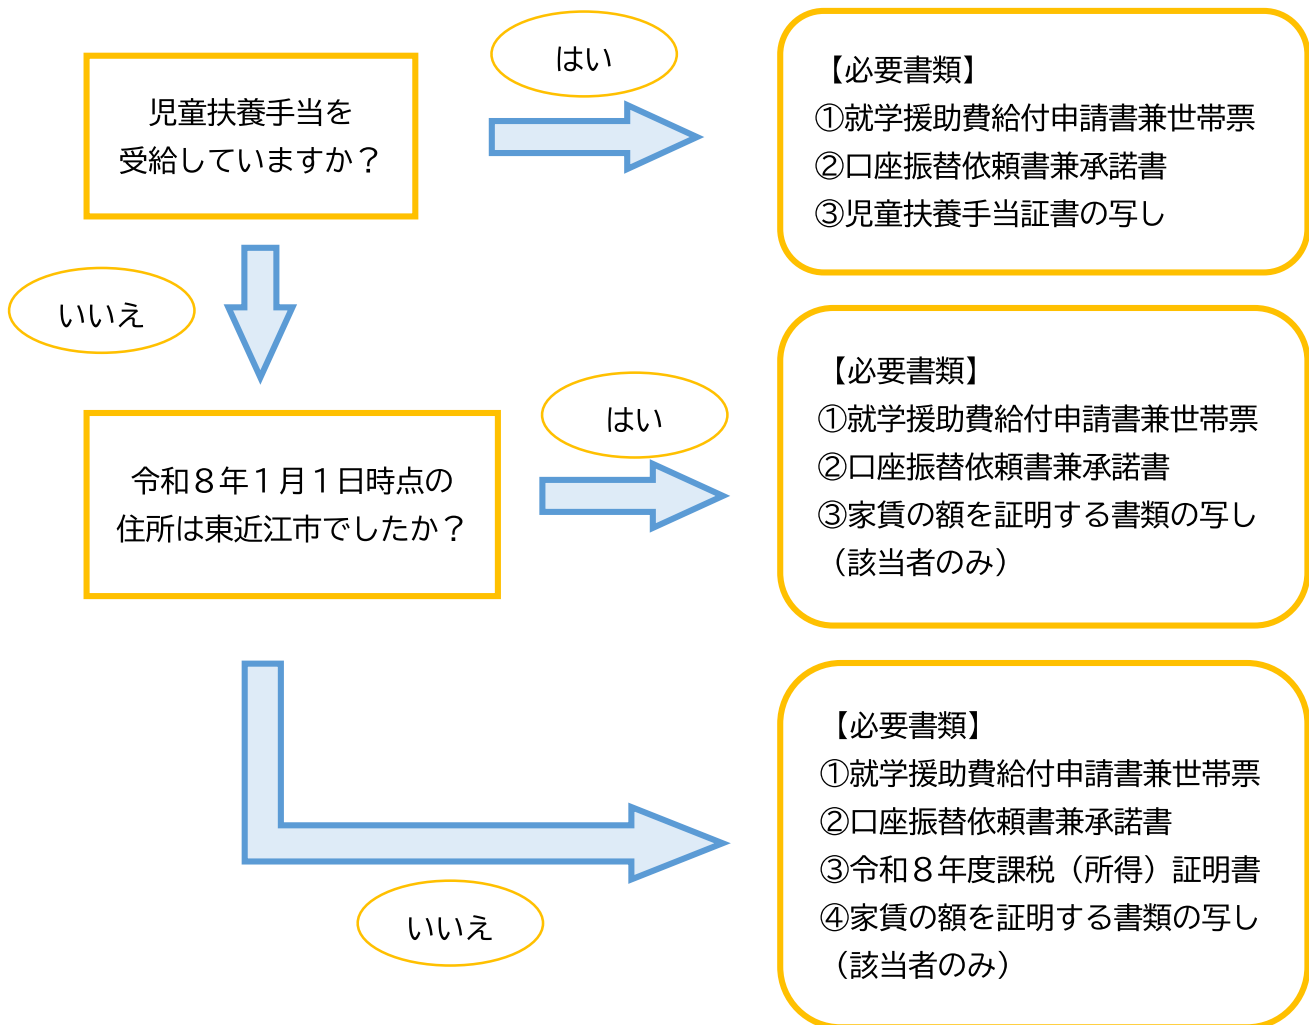 児童扶養手当を
受給していますか？
はい
【必要書類】
①就学援助費給付申請書兼世帯票
②口座振替依頼書兼承諾書
③児童扶養手当証書の写し
いいえ
令和８年１月１日時点の
住所は東近江市でしたか？
はい
【必要書類】
①就学援助費給付申請書兼世帯票
②口座振替依頼書兼承諾書
③家賃の額を証明する書類の写し
（該当者のみ）
いいえ
【必要書類】
①就学援助費給付申請書兼世帯票
②口座振替依頼書兼承諾書
③令和８年度課税（所得）証明書
④家賃の額を証明する書類の写し
（該当者のみ）